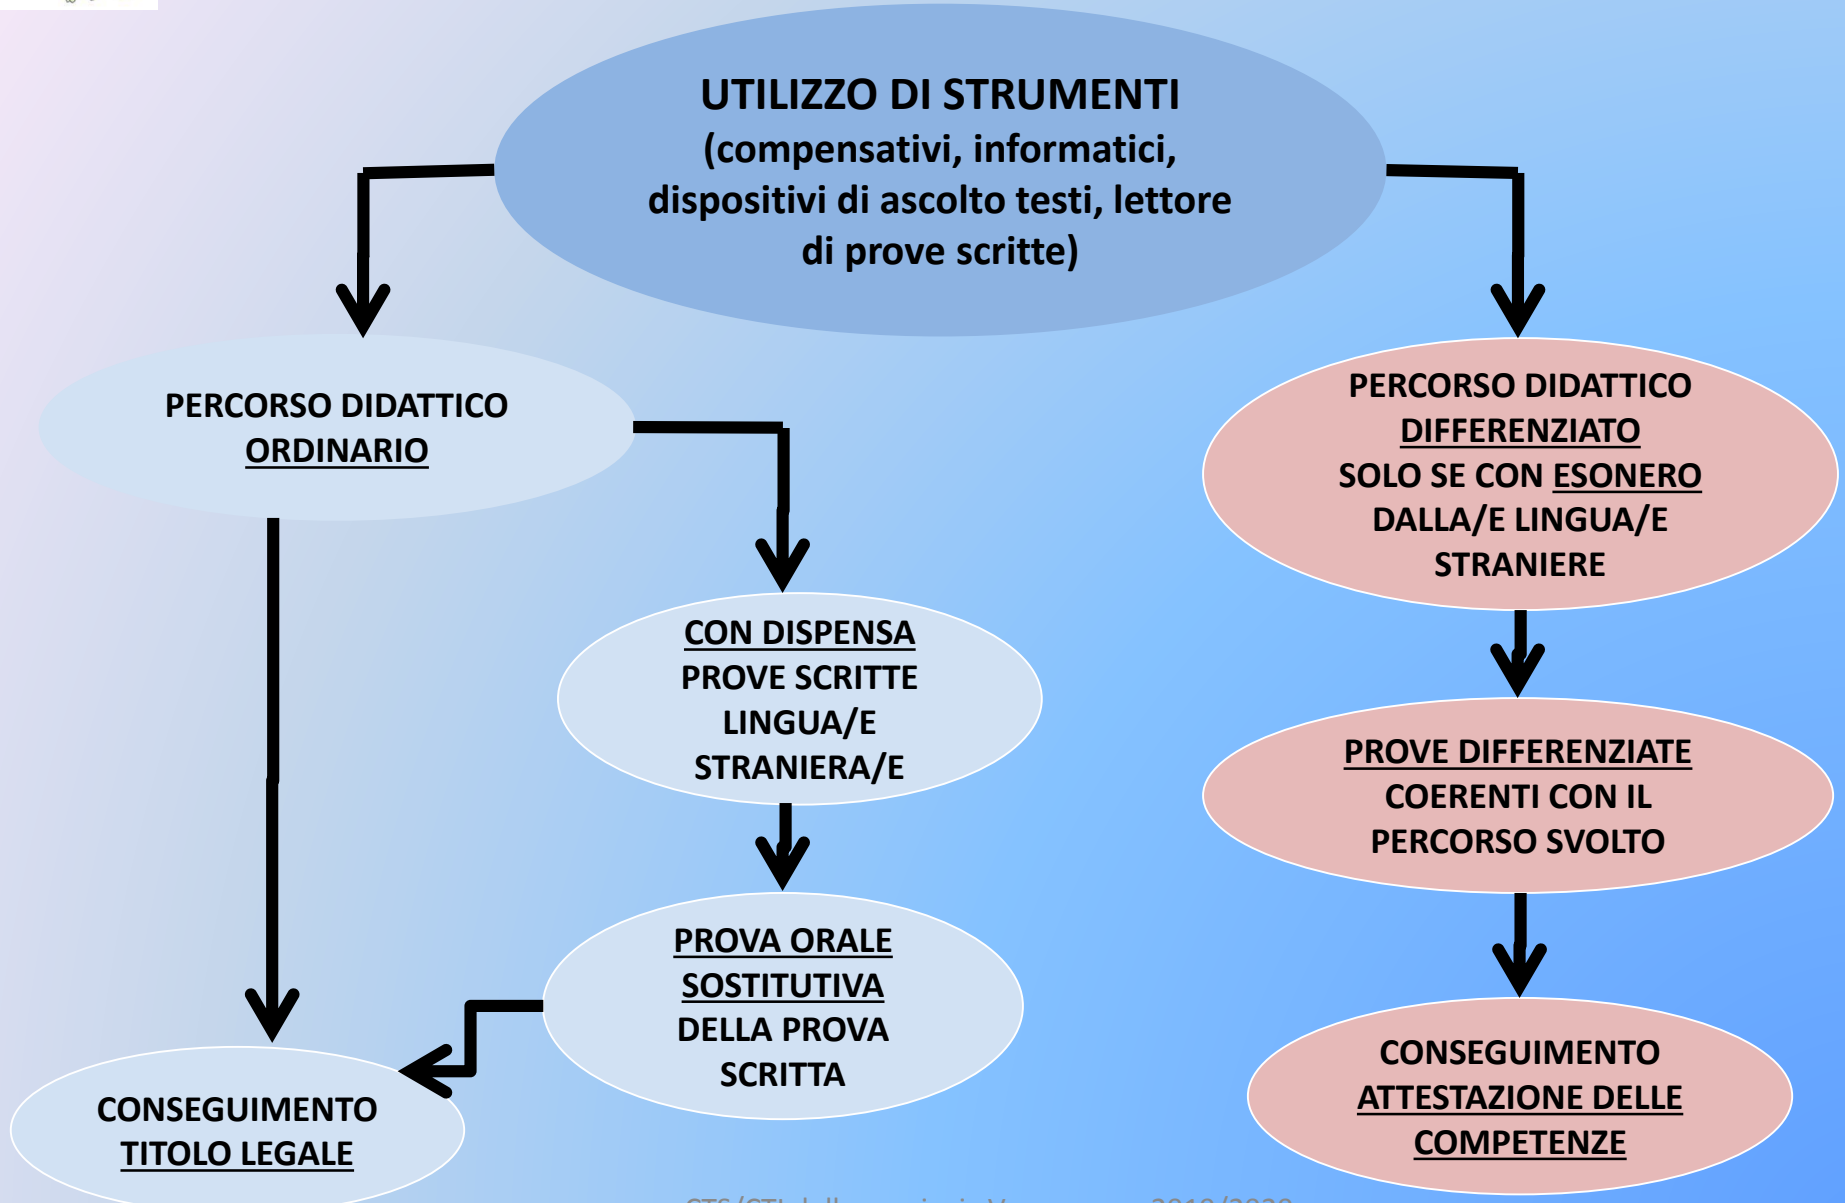 UTILIZZO DI STRUMENTI
(compensativi, informatici,
dispositivi di ascolto testi, lettore
di prove scritte)
PERCORSO DIDATTICO
ORDINARIO
CON DISPENSA
PROVE SCRITTE
LINGUA/E
STRANIERA/E
PROVA ORALE
SOSTITUTIVA
DELLA PROVA
SCRITTA
CONSEGUIMENTO
TITOLO LEGALE
PERCORSO DIDATTICO
DIFFERENZIATO
SOLO SE CON ESONERO
DALLA/E LINGUA/E
STRANIERE
PROVE DIFFERENZIATE
COERENTI CON IL
PERCORSO SVOLTO
CONSEGUIMENTO
ATTESTAZIONE DELLE
COMPETENZE